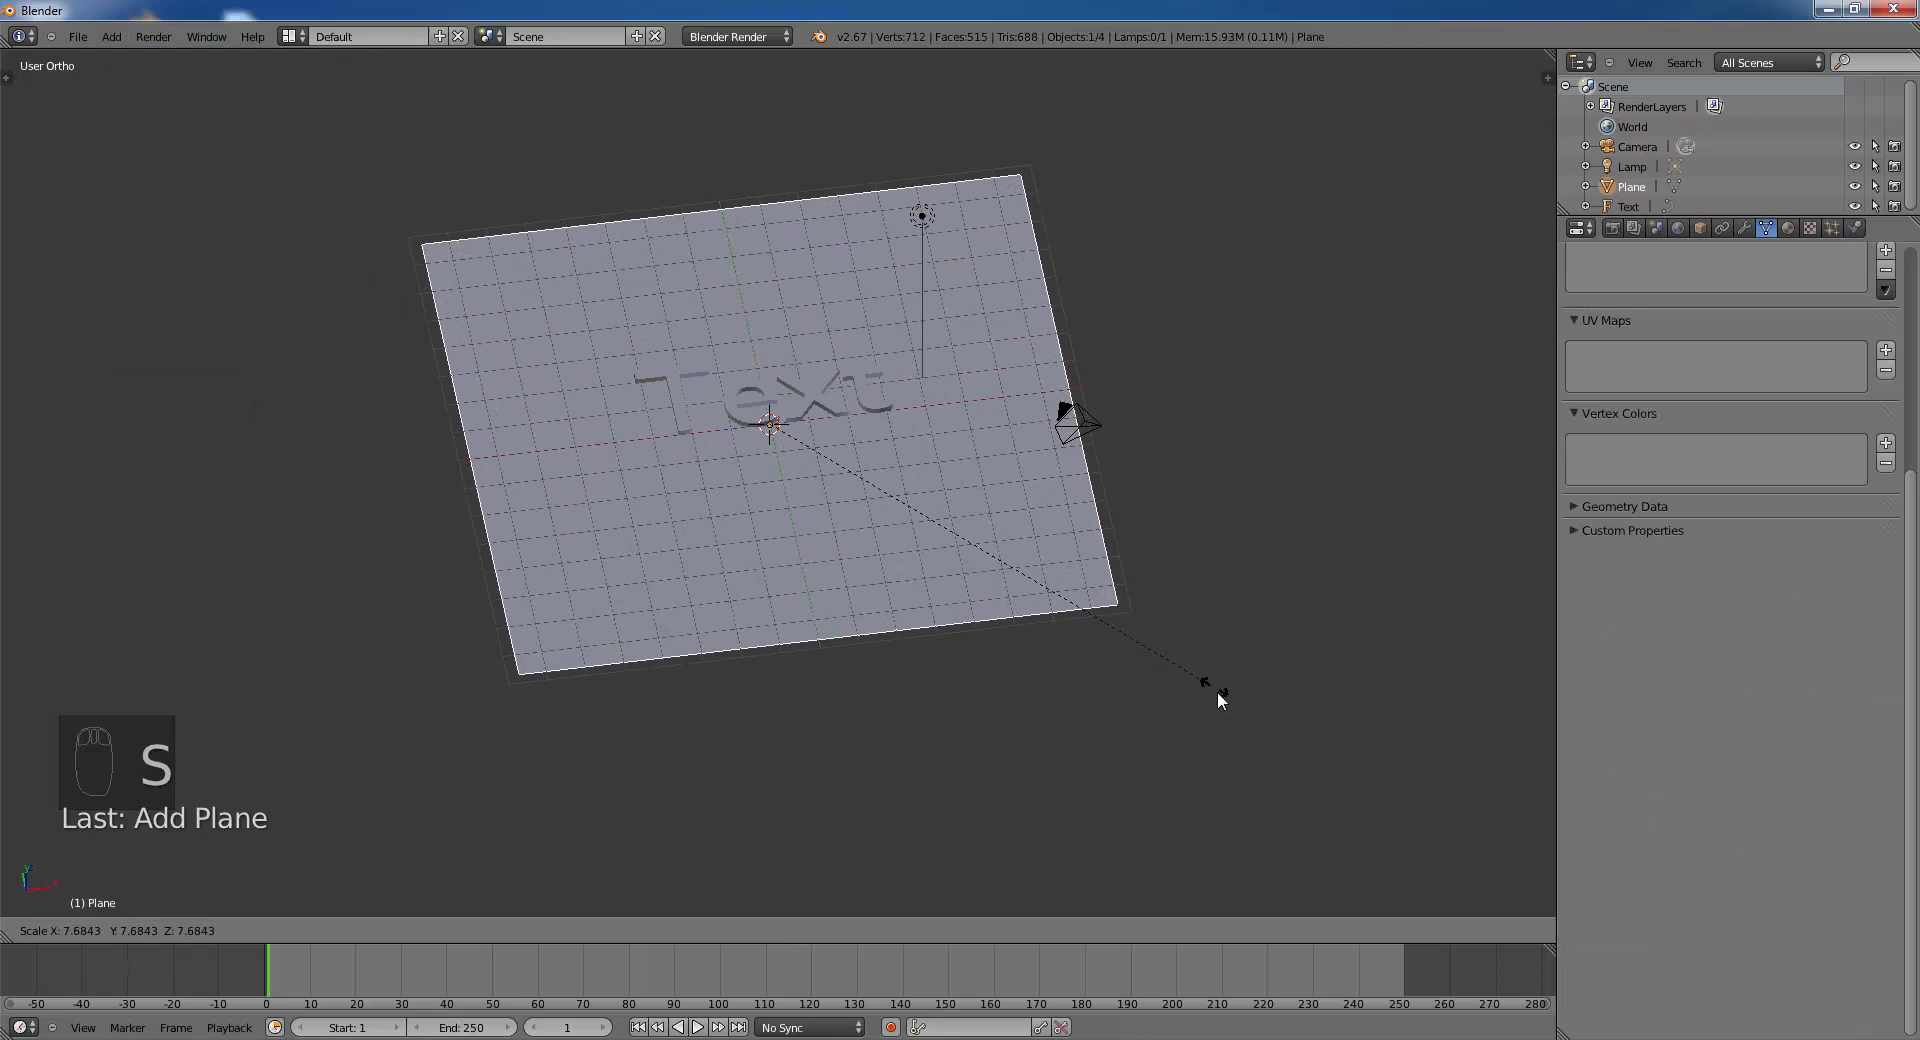 Blender
File Add Render Window Help Default Scene Blender Render v2.67 | Verts:712 | Faces:515 | Tris:688 | Objects:1/4 | Lamps:0/1 | Mem:15.93M (0.11M) | Plane
User Ortho
View Search All Scenes
Scene
RenderLayers
World
Camera
Lamp
Plane
Text
UV Maps
Vertex Colors
Geometry Data
Custom Properties
Text
S
Last: Add Plane
(1) Plane
Scale X: 7.6843 Y: 7.6843 Z: 7.6843
-50 -40 -30 -20 -10 0 10 20 30 40 50 60 70 80 90 100 110 120 130 140 150 160 170 180 190 200 210 220 230 240 250 260 270 280
View Marker Frame Playback Start: 1 End: 250 1 No Sync